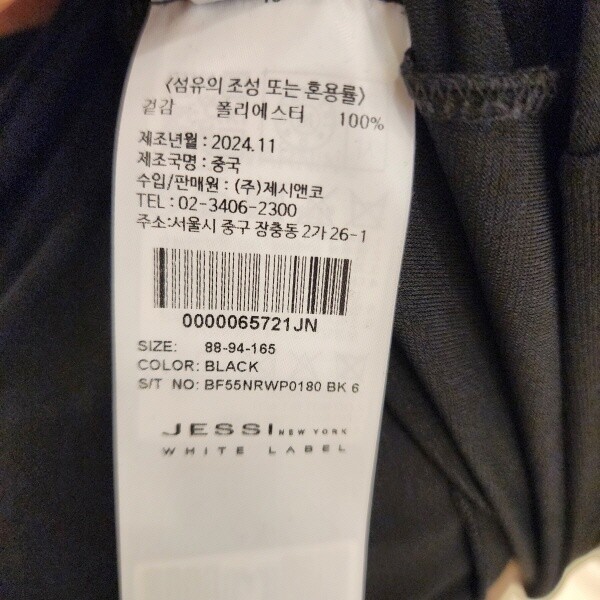 〈섬유의 조성 또는 혼용률〉
겉감 폴리에스터 100%
제조년월 : 2024.11
제조국명 : 중국
수입/판매원 : (주)제시앤코
TEL : 02-3406-2300
주소:서울시 중구 장충동 2가 26-1
0000065721JN
SIZE: 88-94-165
COLOR: BLACK
S/T NO: BF55NRWP0180 BK 6
JESSI NEW YORK
WHITE LABEL